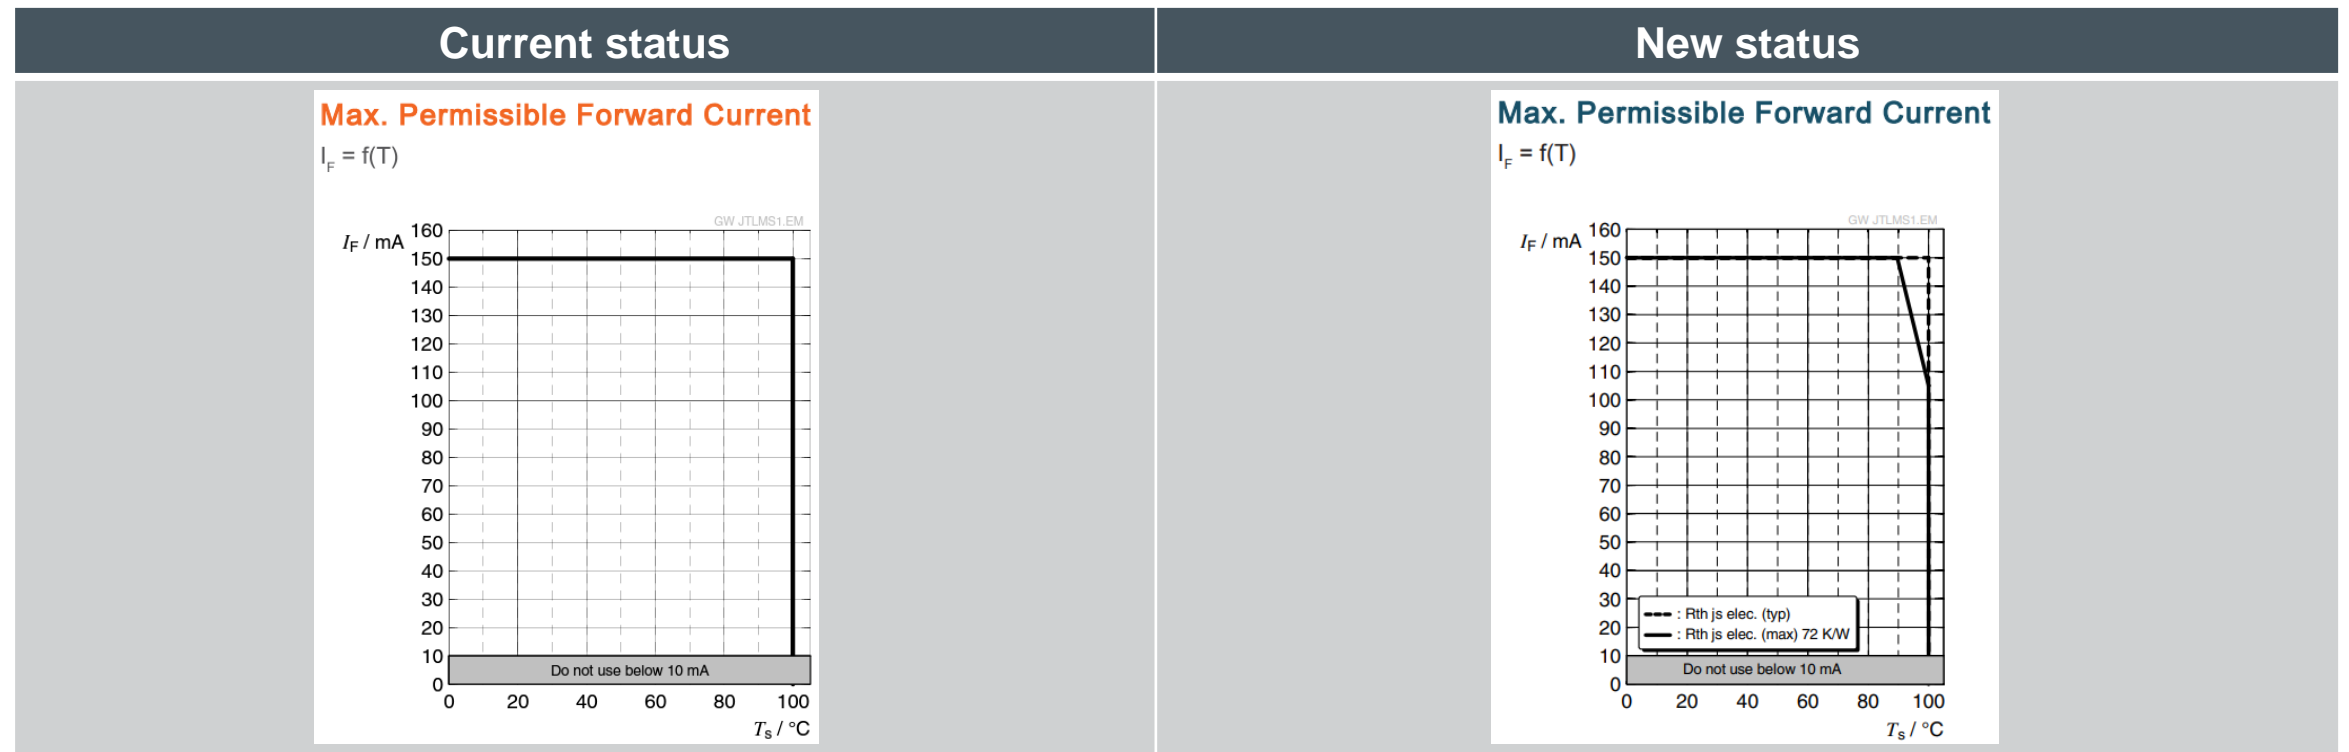 Current status
New status
Max. Permissible Forward Current
I_F = f(T)
GW JTLMS1.EM
I_F / mA
160
150
140
130
120
110
100
90
80
70
60
50
40
30
20
10
0
Do not use below 10 mA
0 20 40 60 80 100
T_s / °C
Max. Permissible Forward Current
I_F = f(T)
GW JTLMS1.EM
I_F / mA
160
150
140
130
120
110
100
90
80
70
60
50
40
30
20
10
0
: Rth js elec. (typ)
: Rth js elec. (max) 72 K/W
Do not use below 10 mA
0 20 40 60 80 100
T_s / °C